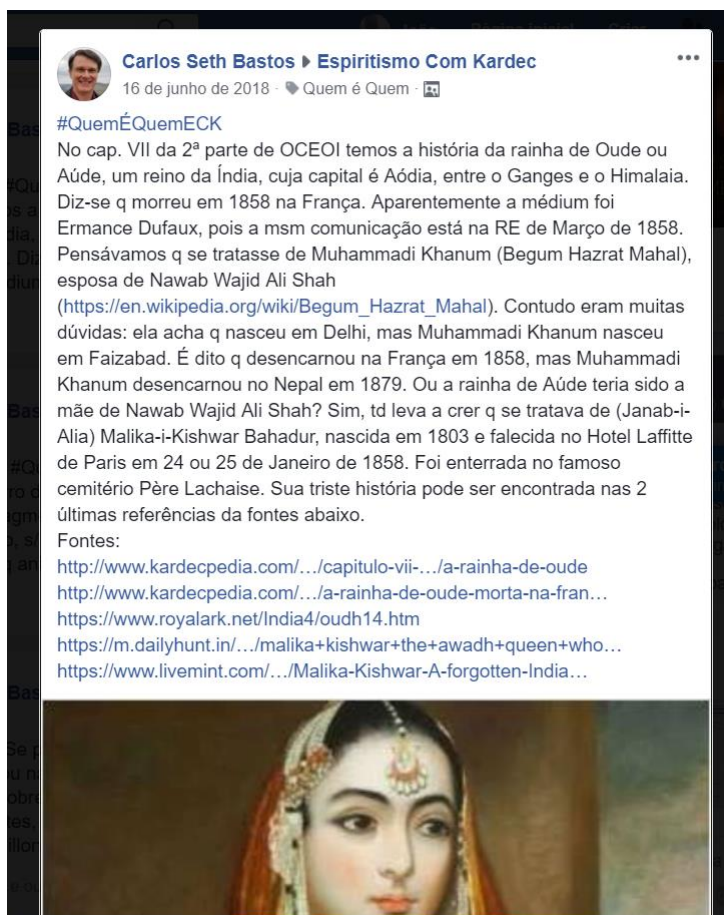 Carlos Seth Bastos ▸ Espiritismo Com Kardec
16 de junho de 2018 · Quem é Quem ·
#QuemÉQuemECK
No cap. VII da 2ª parte de OCEOI temos a história da rainha de Oude ou
Aúde, um reino da Índia, cuja capital é Aódia, entre o Ganges e o Himalaia.
Diz-se q morreu em 1858 na França. Aparentemente a médium foi
Ermance Dufaux, pois a msm comunicação está na RE de Março de 1858.
Pensávamos q se tratasse de Muhammadi Khanum (Begum Hazrat Mahal),
esposa de Nawab Wajid Ali Shah
(https://en.wikipedia.org/wiki/Begum_Hazrat_Mahal). Contudo eram muitas
dúvidas: ela acha q nasceu em Delhi, mas Muhammadi Khanum nasceu
em Faizabad. É dito q desencarnou na França em 1858, mas Muhammadi
Khanum desencarnou no Nepal em 1879. Ou a rainha de Aúde teria sido a
mãe de Nawab Wajid Ali Shah? Sim, td leva a crer q se tratava de (Janab-i-
Alia) Malika-i-Kishwar Bahadur, nascida em 1803 e falecida no Hotel Laffitte
de Paris em 24 ou 25 de Janeiro de 1858. Foi enterrada no famoso
cemitério Père Lachaise. Sua triste história pode ser encontrada nas 2
últimas referências da fontes abaixo.
Fontes:
http://www.kardecpedia.com/…/capitulo-vii-…/a-rainha-de-oude
http://www.kardecpedia.com/…/a-rainha-de-oude-morta-na-fran…
https://www.royalark.net/India4/oudh14.htm
https://m.dailyhunt.in/…/malika+kishwar+the+awadh+queen+who…
https://www.livemint.com/…/Malika-Kishwar-A-forgotten-India…